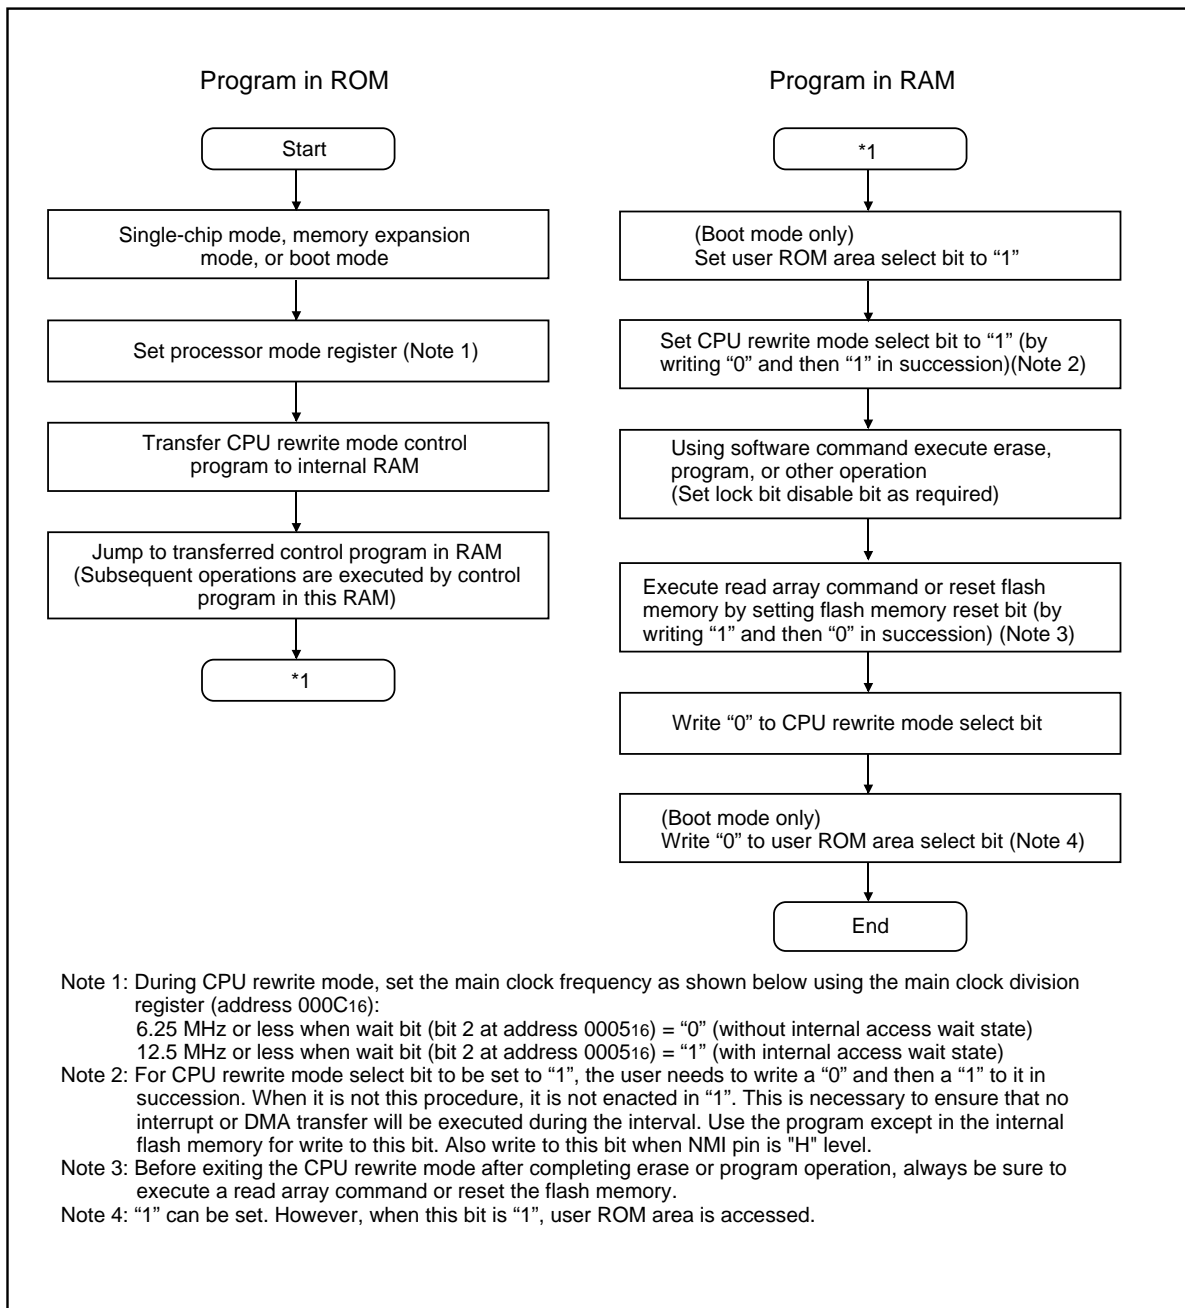 Program in ROM
Start
Single-chip mode, memory expansion
mode, or boot mode
Set processor mode register (Note 1)
Transfer CPU rewrite mode control
program to internal RAM
Jump to transferred control program in RAM
(Subsequent operations are executed by control
program in this RAM)
*1
Program in RAM
*1
(Boot mode only)
Set user ROM area select bit to “1”
Set CPU rewrite mode select bit to “1” (by
writing “0” and then “1” in succession)(Note 2)
Using software command execute erase,
program, or other operation
(Set lock bit disable bit as required)
Execute read array command or reset flash
memory by setting flash memory reset bit (by
writing “1” and then “0” in succession) (Note 3)
Write “0” to CPU rewrite mode select bit
(Boot mode only)
Write “0” to user ROM area select bit (Note 4)
End
Note 1: During CPU rewrite mode, set the main clock frequency as shown below using the main clock division
register (address 000C16):
6.25 MHz or less when wait bit (bit 2 at address 000516) = “0” (without internal access wait state)
12.5 MHz or less when wait bit (bit 2 at address 000516) = “1” (with internal access wait state)
Note 2: For CPU rewrite mode select bit to be set to “1”, the user needs to write a “0” and then a “1” to it in
succession. When it is not this procedure, it is not enacted in “1”. This is necessary to ensure that no
interrupt or DMA transfer will be executed during the interval. Use the program except in the internal
flash memory for write to this bit. Also write to this bit when NMI pin is "H" level.
Note 3: Before exiting the CPU rewrite mode after completing erase or program operation, always be sure to
execute a read array command or reset the flash memory.
Note 4: “1” can be set. However, when this bit is “1”, user ROM area is accessed.